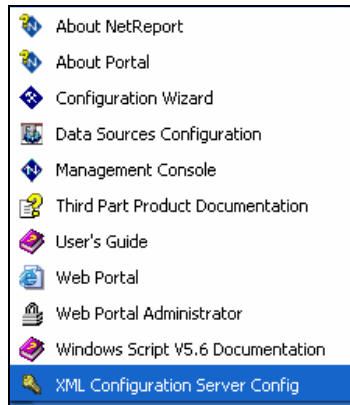 About NetReport
About Portal
Configuration Wizard
Data Sources Configuration
Management Console
Third Part Product Documentation
User's Guide
Web Portal
Web Portal Administrator
Windows Script V5.6 Documentation
XML Configuration Server Config